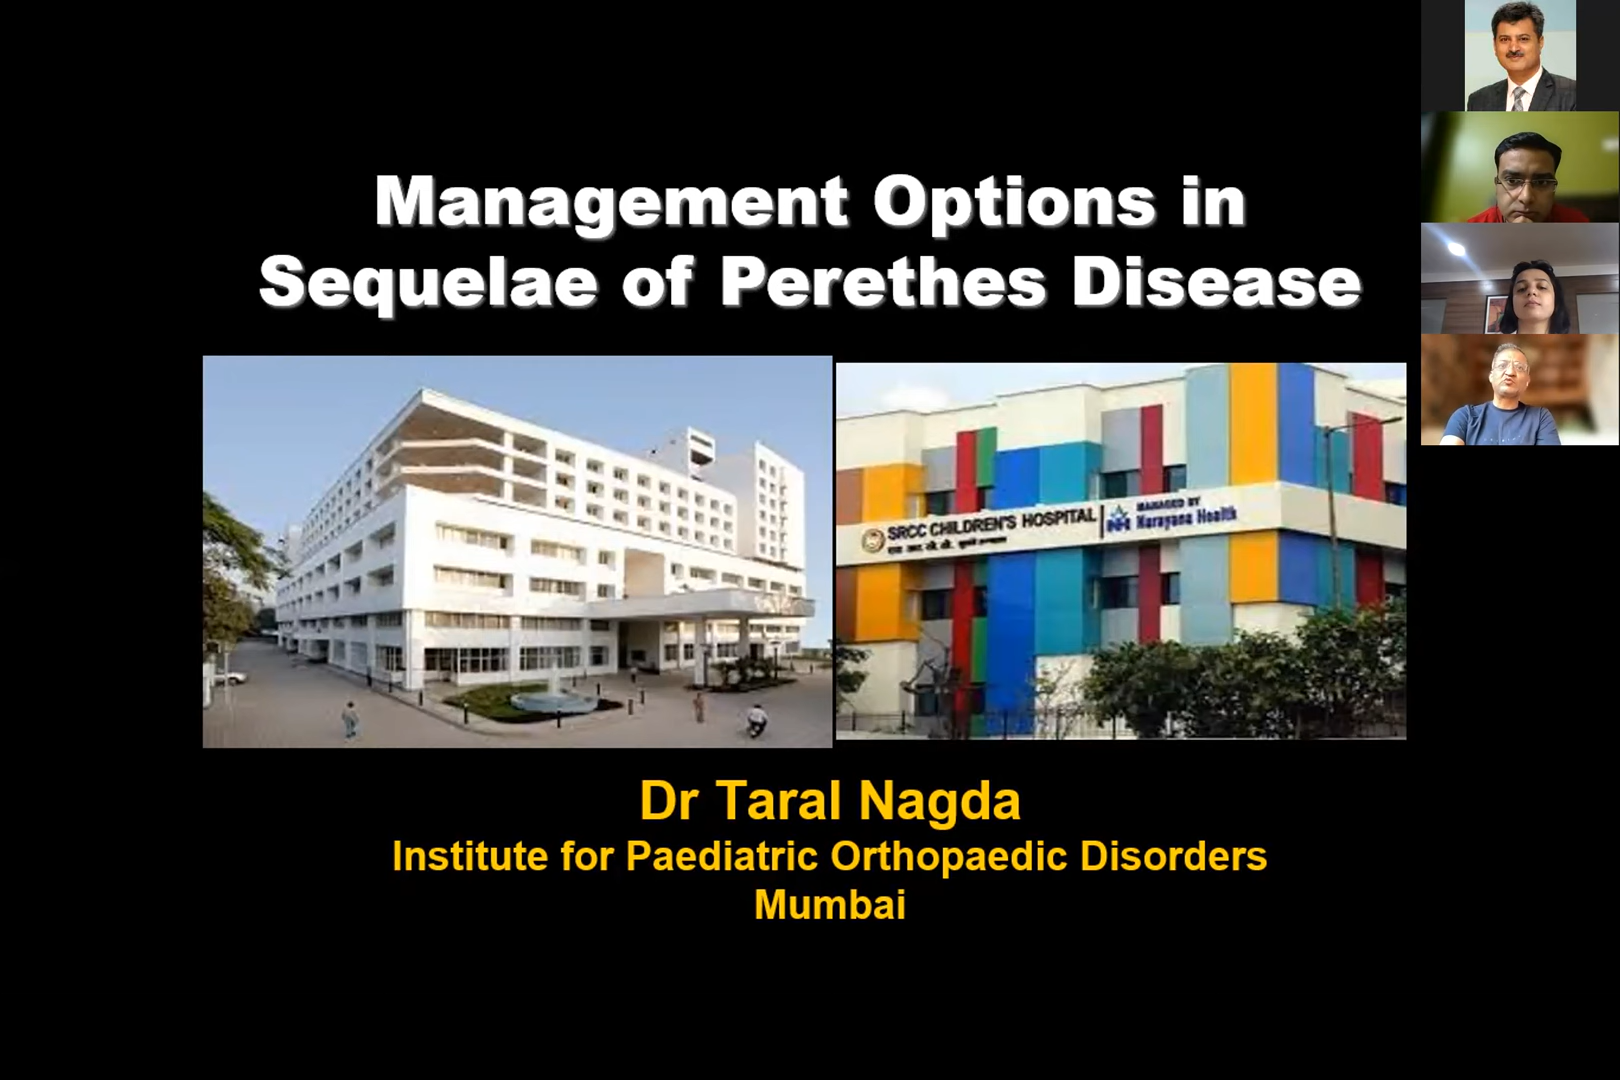 Management Options in
Sequelae of Perethes Disease
SRCC CHILDREN'S HOSPITAL
MANAGED BY
Narayana Health
Dr Taral Nagda
Institute for Paediatric Orthopaedic Disorders
Mumbai